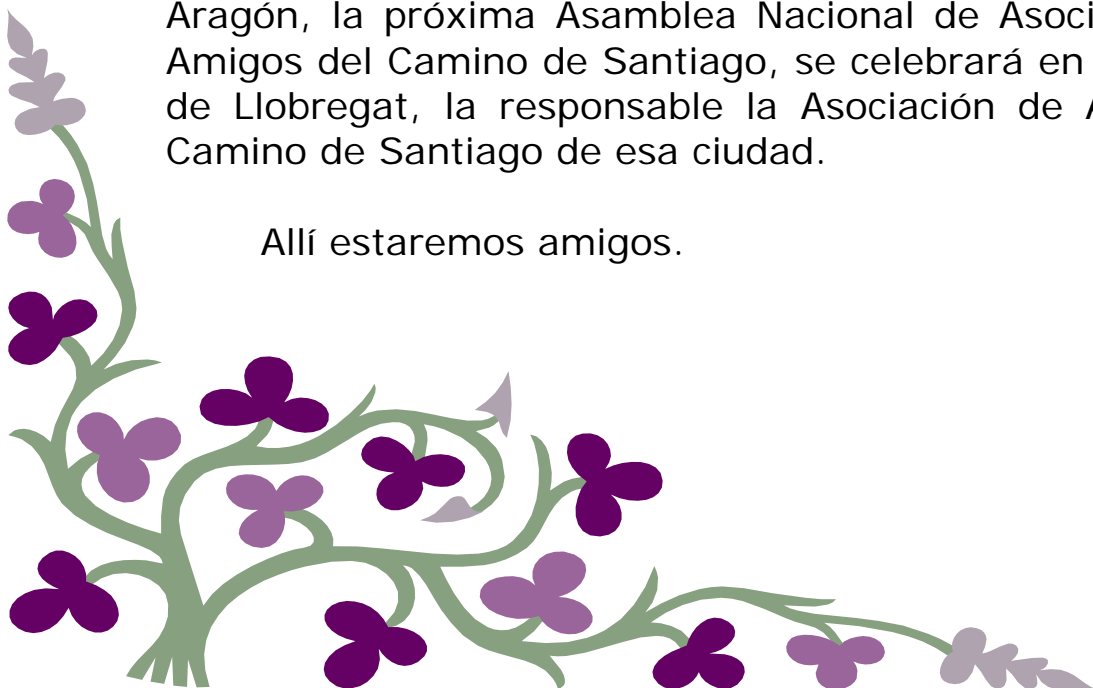 Aragón, la próxima Asamblea Nacional de Asoci
Amigos del Camino de Santiago, se celebrará en
de Llobregat, la responsable la Asociación de
Camino de Santiago de esa ciudad.
Allí estaremos amigos.